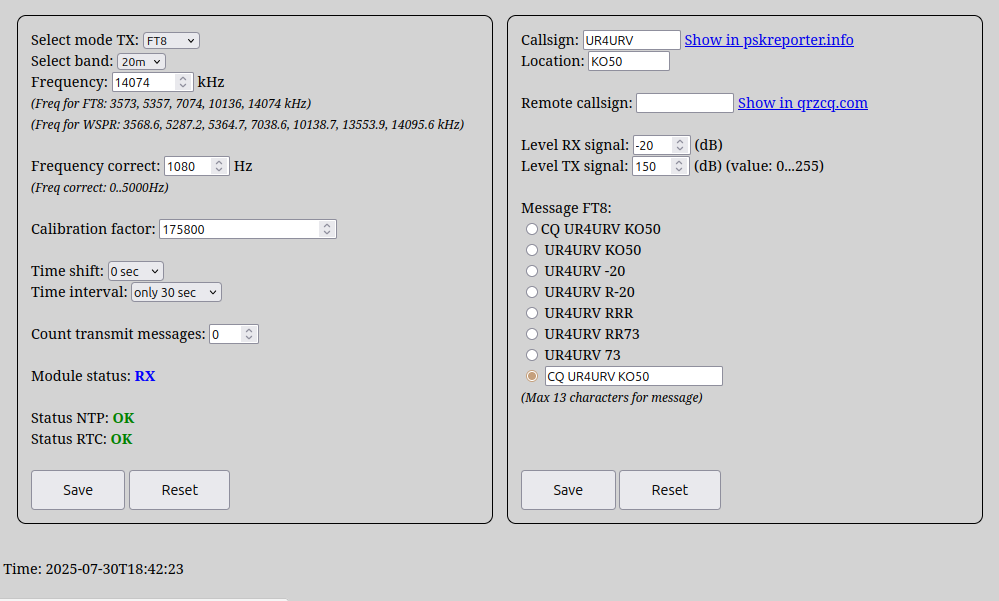 Select mode TX: FT8
Select band: 20m
Frequency: 14074 kHz
(Freq for FT8: 3573, 5357, 7074, 10136, 14074 kHz)
(Freq for WSPR: 3568.6, 5287.2, 5364.7, 7038.6, 10138.7, 13553.9, 14095.6 kHz)
Frequency correct: 1080 Hz
(Freq correct: 0..5000Hz)
Calibration factor: 175800
Time shift: 0 sec
Time interval: only 30 sec
Count transmit messages: 0
Module status: RX
Status NTP: OK
Status RTC: OK
Save Reset
Callsign: UR4URV Show in pskreporter.info
Location: KO50
Remote callsign: Show in qrzcq.com
Level RX signal: -20 (dB)
Level TX signal: 150 (dB) (value: 0...255)
Message FT8:
CQ UR4URV KO50
UR4URV KO50
UR4URV -20
UR4URV R-20
UR4URV RRR
UR4URV RR73
UR4URV 73
CQ UR4URV KO50
(Max 13 characters for message)
Save Reset
Time: 2025-07-30T18:42:23